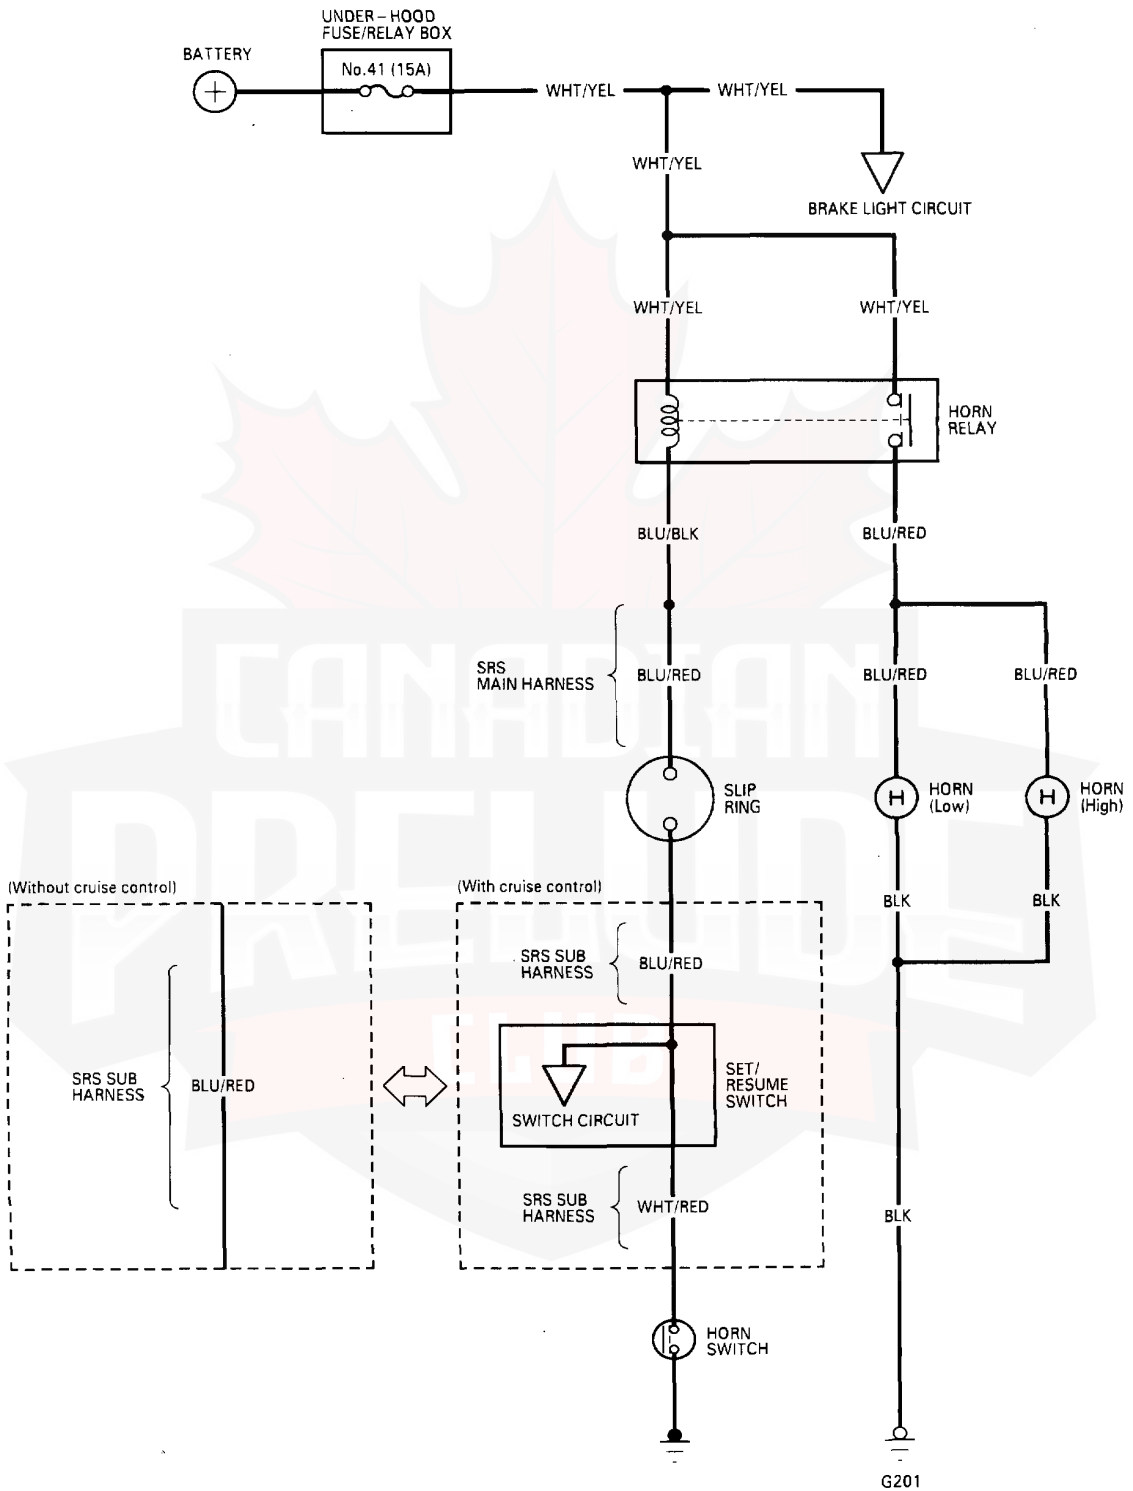 UNDER-HOOD
FUSE/RELAY BOX
BATTERY
No.41 (15A)
WHT/YEL
WHT/YEL
WHT/YEL
BRAKE LIGHT CIRCUIT
WHT/YEL
WHT/YEL
HORN
RELAY
BLU/BLK
BLU/RED
SRS
MAIN HARNESS
BLU/RED
BLU/RED
BLU/RED
SLIP
RING
H
HORN
(Low)
H
HORN
(High)
(Without cruise control)
(With cruise control)
BLK
BLK
SRS SUB
HARNESS
BLU/RED
SRS SUB
HARNESS
BLU/RED
SET/
RESUME
SWITCH
SWITCH CIRCUIT
SRS SUB
HARNESS
WHT/RED
BLK
HORN
SWITCH
G201
CANADIAN
PRELUDE
CLUB